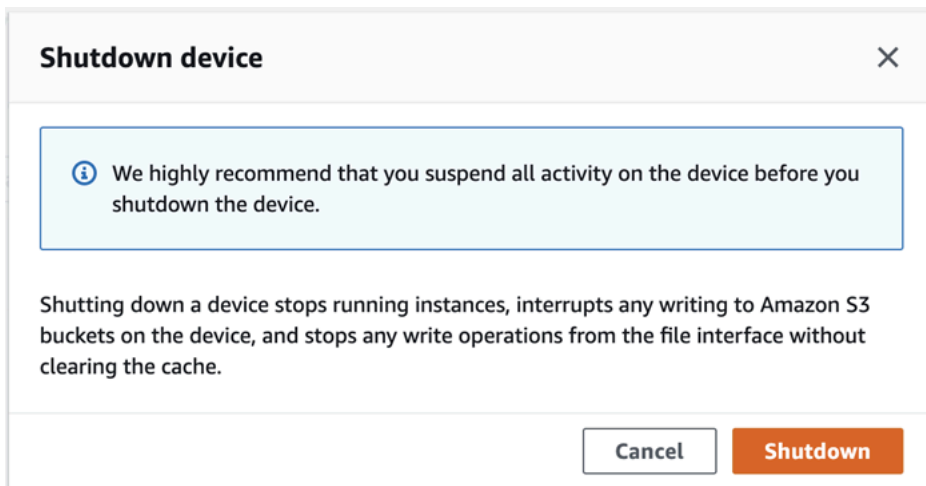 Shutdown device
We highly recommend that you suspend all activity on the device before you
shutdown the device.
Shutting down a device stops running instances, interrupts any writing to Amazon S3
buckets on the device, and stops any write operations from the file interface without
clearing the cache.
Cancel
Shutdown